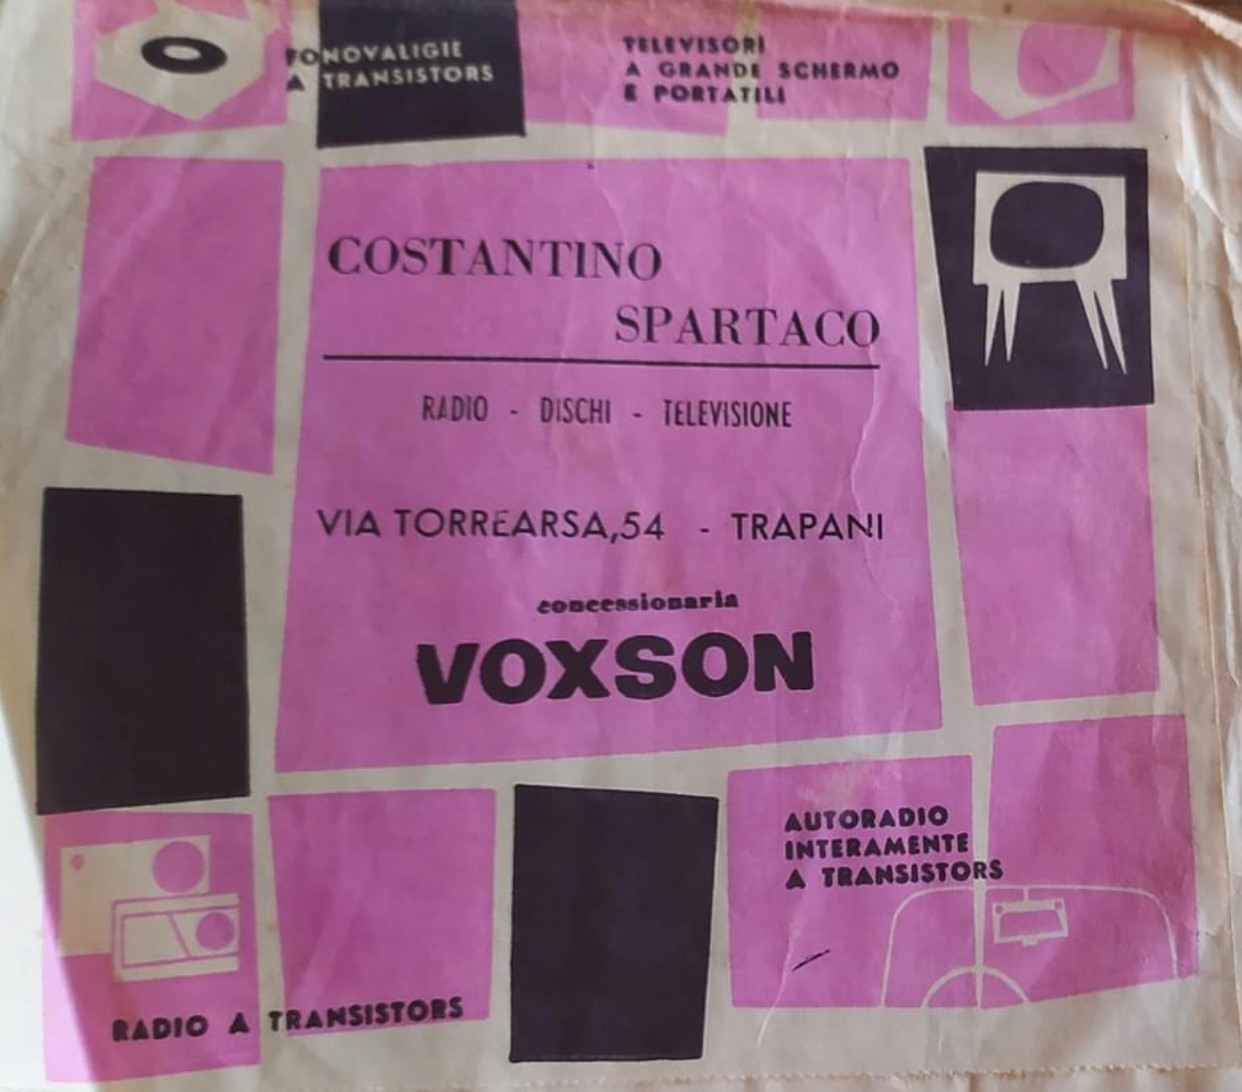 FONOVALIGIE
A TRANSISTORS
TELEVISORI
A GRANDE SCHERMO
E PORTATILI
COSTANTINO
SPARTACO
RADIO - DISCHI - TELEVISIONE
VIA TORREARSA,54 - TRAPANI
concessionaria
VOXSON
AUTORADIO
INTERAMENTE
A TRANSISTORS
RADIO A TRANSISTORS